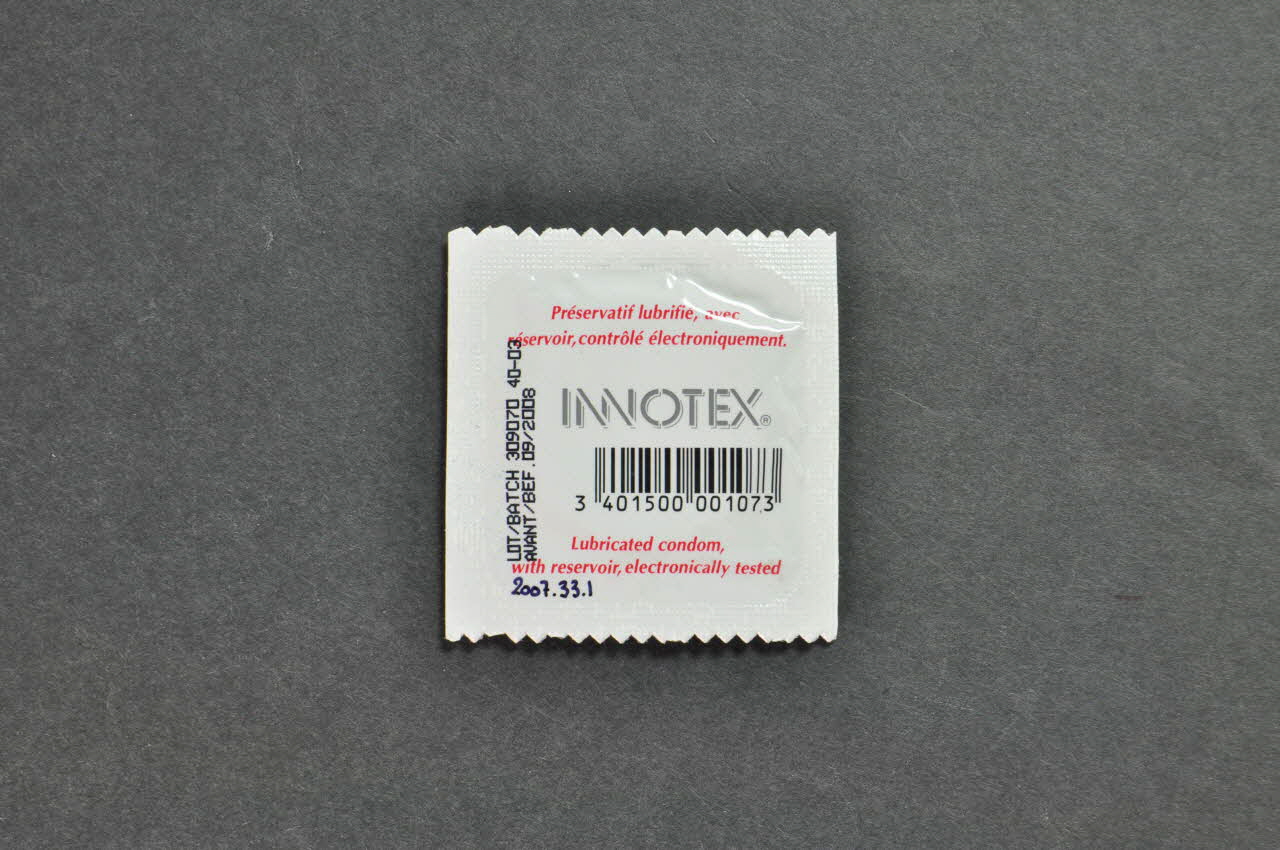 Préservatif lubrifié, avec
réservoir, contrôlé électroniquement.
INNOTEX®
3 401500 001073
Lubricated condom,
with reservoir, electronically tested
LOT/BATCH 309070 40-03
AVANT/BEF. 09/2008
2007.33.1